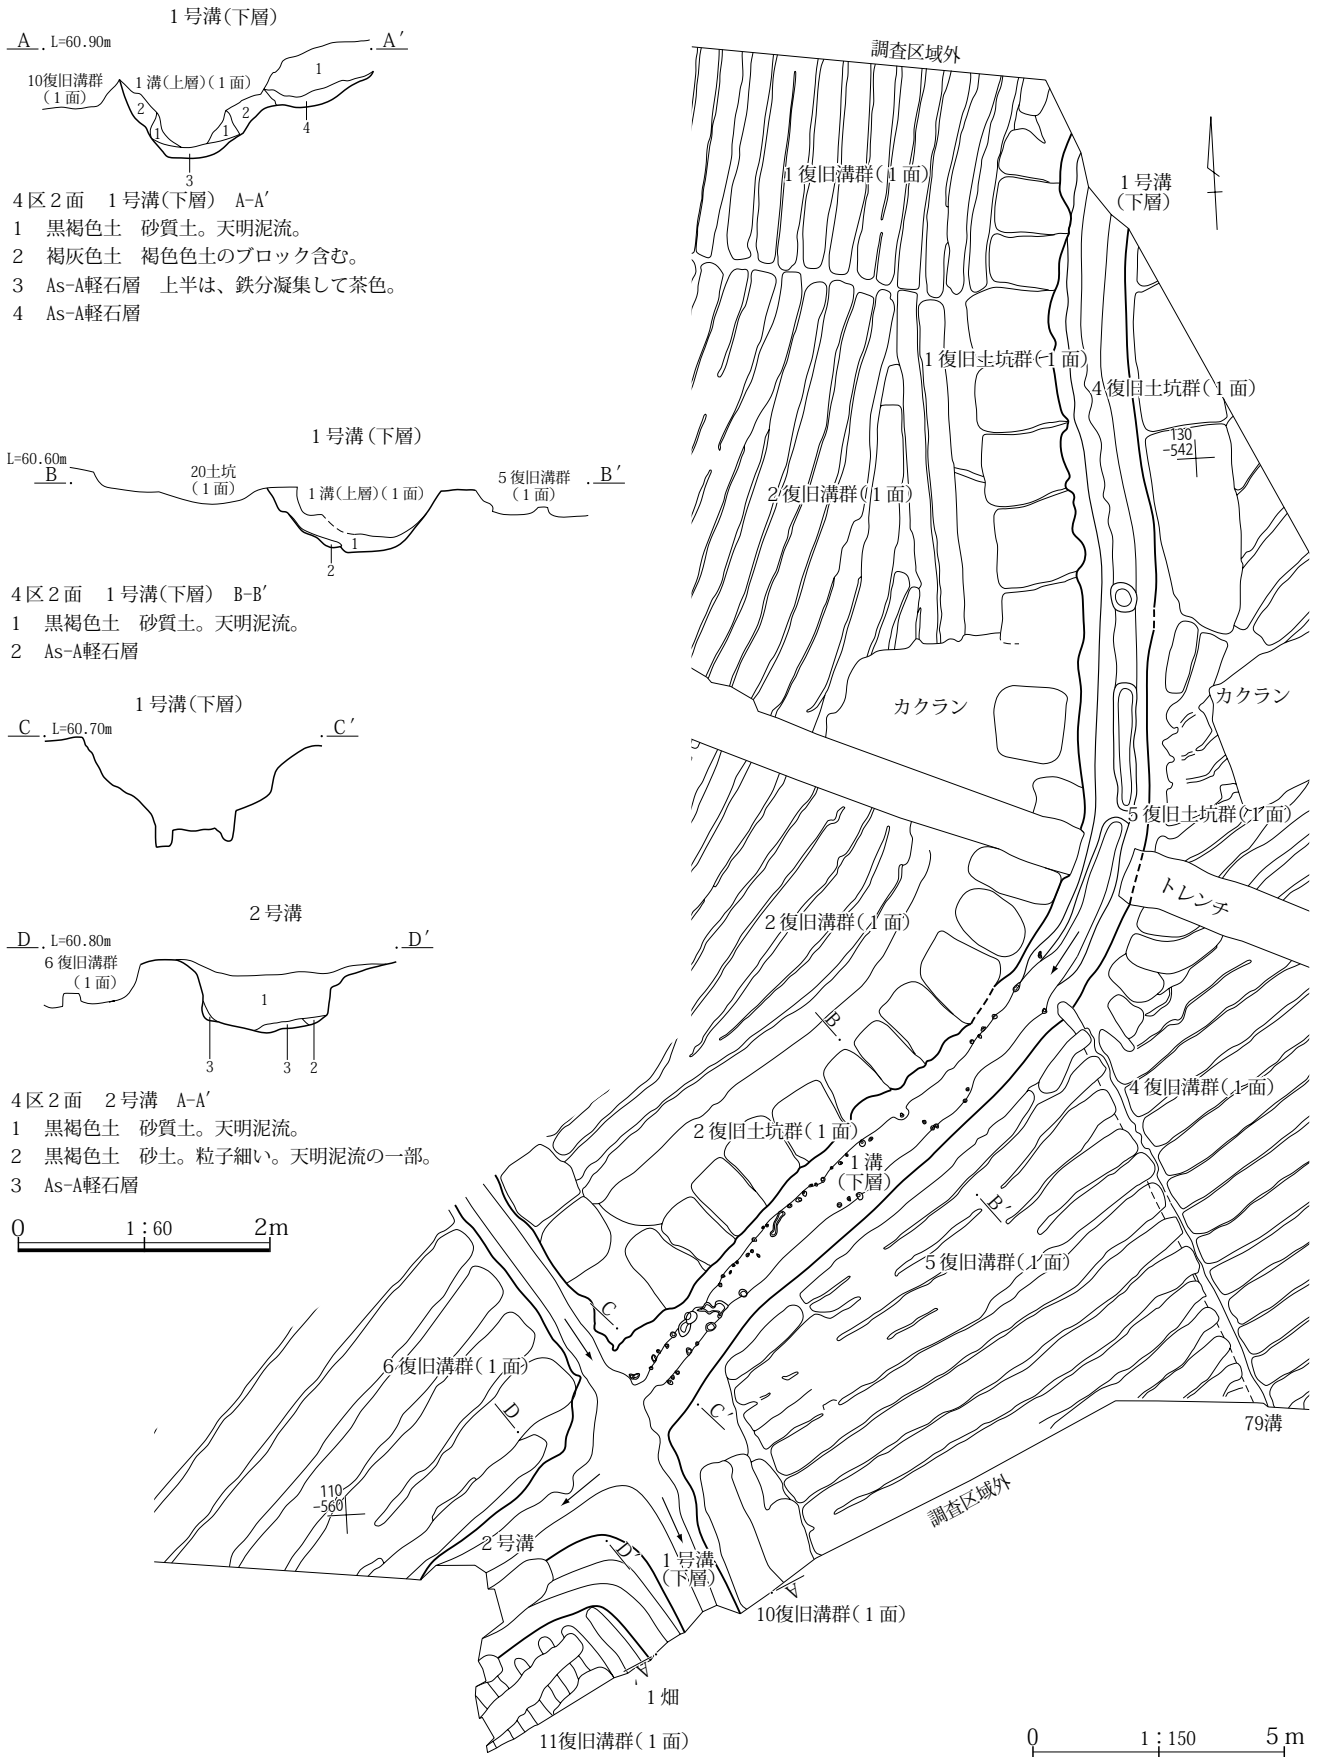 1号溝(下層)
A L=60.90m A′
10復旧溝群
(1面)
1溝(上層)(1面)
1
2
2
1
1
4
3
4区2面 1号溝(下層) A-A′
1 黒褐色土 砂質土。天明泥流。
2 褐灰色土 褐色色土のブロック含む。
3 As-A軽石層 上半は、鉄分凝集して茶色。
4 As-A軽石層
1号溝(下層)
L=60.60m
B B′
20土坑
(1面)
1溝(上層)(1面)
5復旧溝群
(1面)
1
2
4区2面 1号溝(下層) B-B′
1 黒褐色土 砂質土。天明泥流。
2 As-A軽石層
1号溝(下層)
C L=60.70m C′
2号溝
D L=60.80m D′
6復旧溝群
(1面)
1
3 3 2
4区2面 2号溝 A-A′
1 黒褐色土 砂質土。天明泥流。
2 黒褐色土 砂土。粒子細い。天明泥流の一部。
3 As-A軽石層
0 1:60 2m
調査区域外
1復旧溝群(1面)
1号溝
(下層)
1復旧土坑群(1面)
4復旧土坑群(1面)
130
-542
2復旧溝群(1面)
カクラン
カクラン
5復旧土坑群(1面)
トレンチ
2復旧溝群(1面)
B
4復旧溝群(1面)
2復旧土坑群(1面)
1溝
(下層)
B′
5復旧溝群(1面)
C
6復旧溝群(1面)
D
C′
79溝
110
-560
調査区域外
2号溝
D′
1号溝
(下層)
A
10復旧溝群(1面)
A′
1畑
11復旧溝群(1面)
0 1:150 5m